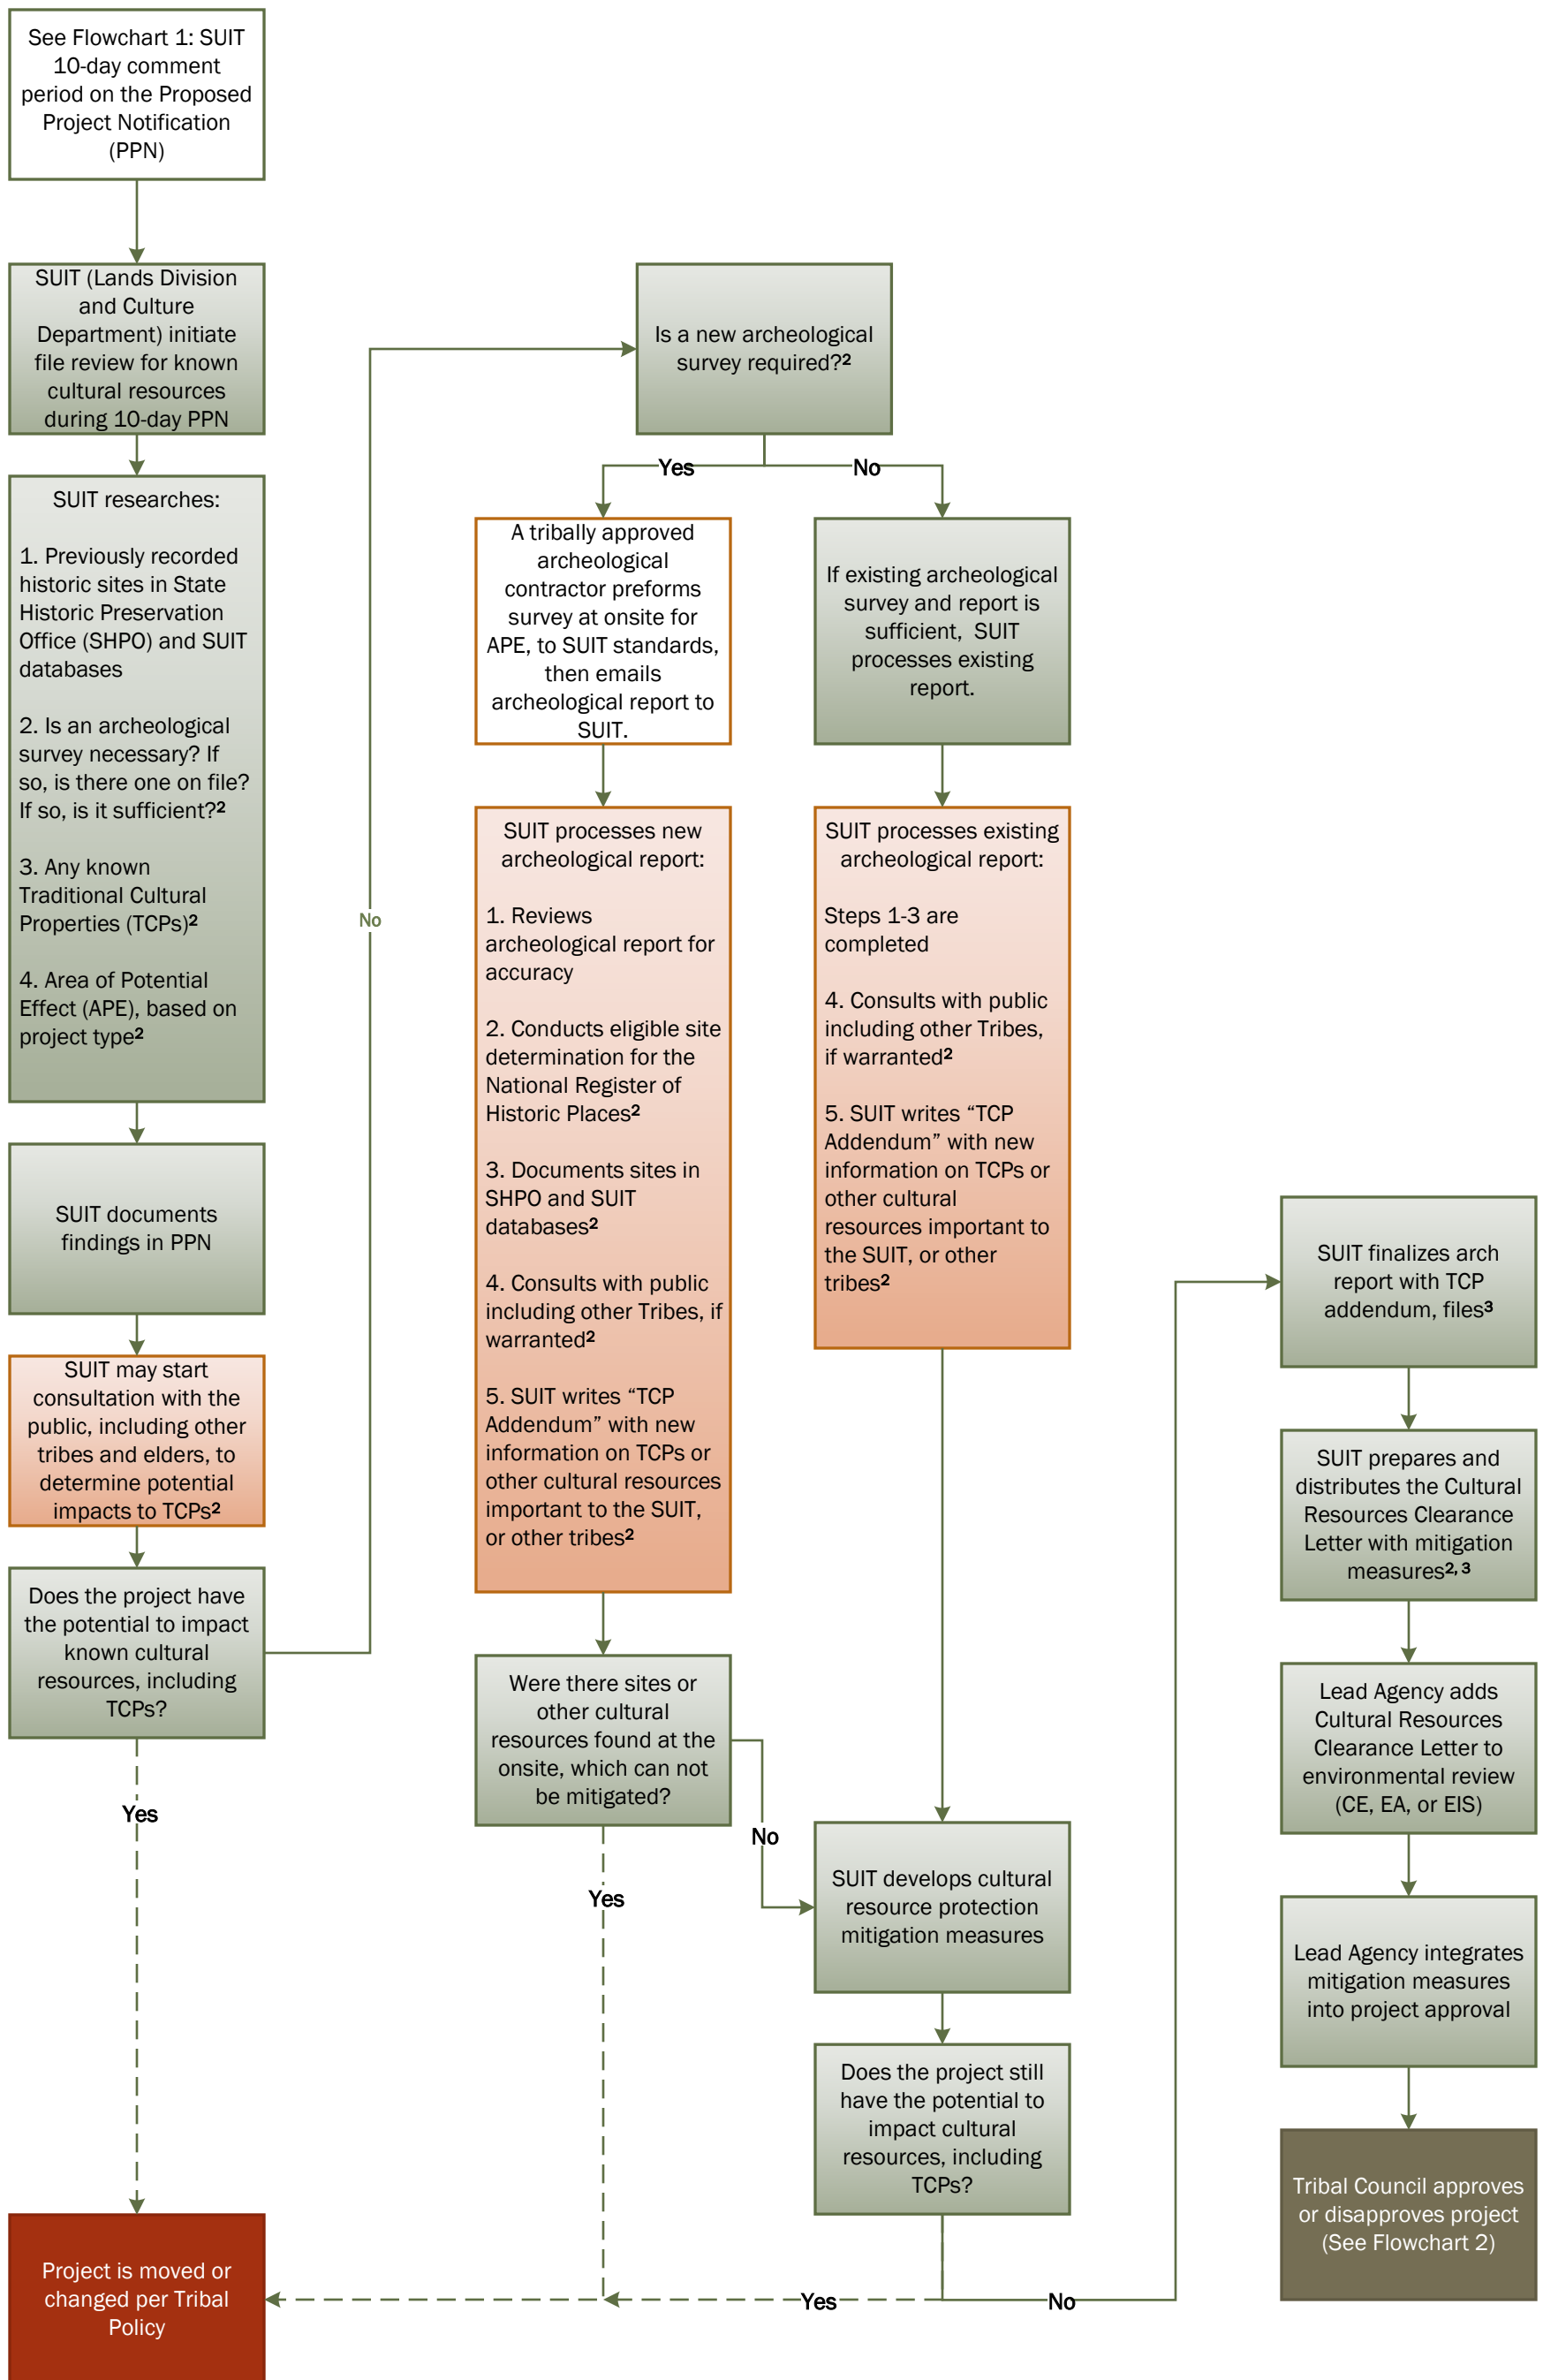 See Flowchart 1: SUIT
10-day comment
period on the Proposed
Project Notification
(PPN)
SUIT (Lands Division
and Culture
Department) initiate
file review for known
cultural resources
during 10-day PPN
SUIT researches:
1. Previously recorded
historic sites in State
Historic Preservation
Office (SHPO) and SUIT
databases
2. Is an archeological
survey necessary? If
so, is there one on file?
If so, is it sufficient?2
3. Any known
Traditional Cultural
Properties (TCPs)2
4. Area of Potential
Effect (APE), based on
project type2
SUIT documents
findings in PPN
SUIT may start
consultation with the
public, including other
tribes and elders, to
determine potential
impacts to TCPs2
Does the project have
the potential to impact
known cultural
resources, including
TCPs?
Yes
No
Project is moved or
changed per Tribal
Policy
Is a new archeological
survey required?2
Yes
No
A tribally approved
archeological
contractor preforms
survey at onsite for
APE, to SUIT standards,
then emails
archeological report to
SUIT.
SUIT processes new
archeological report:
1. Reviews
archeological report for
accuracy
2. Conducts eligible site
determination for the
National Register of
Historic Places2
3. Documents sites in
SHPO and SUIT
databases2
4. Consults with public
including other Tribes, if
warranted2
5. SUIT writes “TCP
Addendum” with new
information on TCPs or
other cultural resources
important to the SUIT,
or other tribes2
Were there sites or
other cultural
resources found at the
onsite, which can not
be mitigated?
Yes
No
If existing archeological
survey and report is
sufficient, SUIT
processes existing
report.
SUIT processes existing
archeological report:
Steps 1-3 are
completed
4. Consults with public
including other Tribes,
if warranted2
5. SUIT writes “TCP
Addendum” with new
information on TCPs or
other cultural
resources important to
the SUIT, or other
tribes2
SUIT develops cultural
resource protection
mitigation measures
Does the project still
have the potential to
impact cultural
resources, including
TCPs?
Yes
No
SUIT finalizes arch
report with TCP
addendum, files3
SUIT prepares and
distributes the Cultural
Resources Clearance
Letter with mitigation
measures2, 3
Lead Agency adds
Cultural Resources
Clearance Letter to
environmental review
(CE, EA, or EIS)
Lead Agency integrates
mitigation measures
into project approval
Tribal Council approves
or disapproves project
(See Flowchart 2)